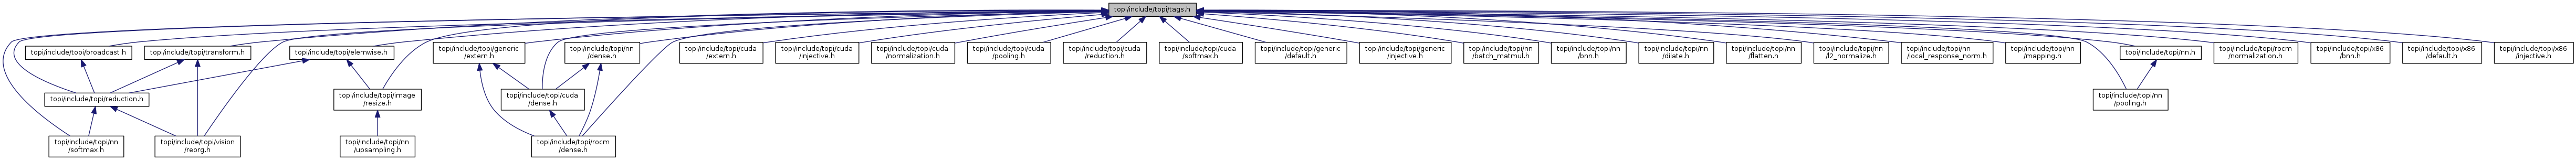 topi/include/topi/tags.h
topi/include/topi/broadcast.h
topi/include/topi/transform.h
topi/include/topi/elemwise.h
topi/include/topi/generic
/extern.h
topi/include/topi/nn
/dense.h
topi/include/topi/cuda
/extern.h
topi/include/topi/cuda
/injective.h
topi/include/topi/cuda
/normalization.h
topi/include/topi/cuda
/pooling.h
topi/include/topi/cuda
/reduction.h
topi/include/topi/cuda
/softmax.h
topi/include/topi/generic
/default.h
topi/include/topi/generic
/injective.h
topi/include/topi/nn
/batch_matmul.h
topi/include/topi/nn
/bnn.h
topi/include/topi/nn
/dilate.h
topi/include/topi/nn
/flatten.h
topi/include/topi/nn
/l2_normalize.h
topi/include/topi/nn
/local_response_norm.h
topi/include/topi/nn
/mapping.h
topi/include/topi/nn.h
topi/include/topi/rocm
/normalization.h
topi/include/topi/x86
/bnn.h
topi/include/topi/x86
/default.h
topi/include/topi/x86
/injective.h
topi/include/topi/reduction.h
topi/include/topi/image
/resize.h
topi/include/topi/cuda
/dense.h
topi/include/topi/nn
/pooling.h
topi/include/topi/nn
/softmax.h
topi/include/topi/vision
/reorg.h
topi/include/topi/nn
/upsampling.h
topi/include/topi/rocm
/dense.h